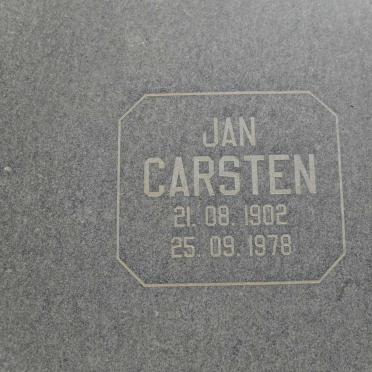 JAN
CARSTEN
21. 08. 1902
25. 09. 1978